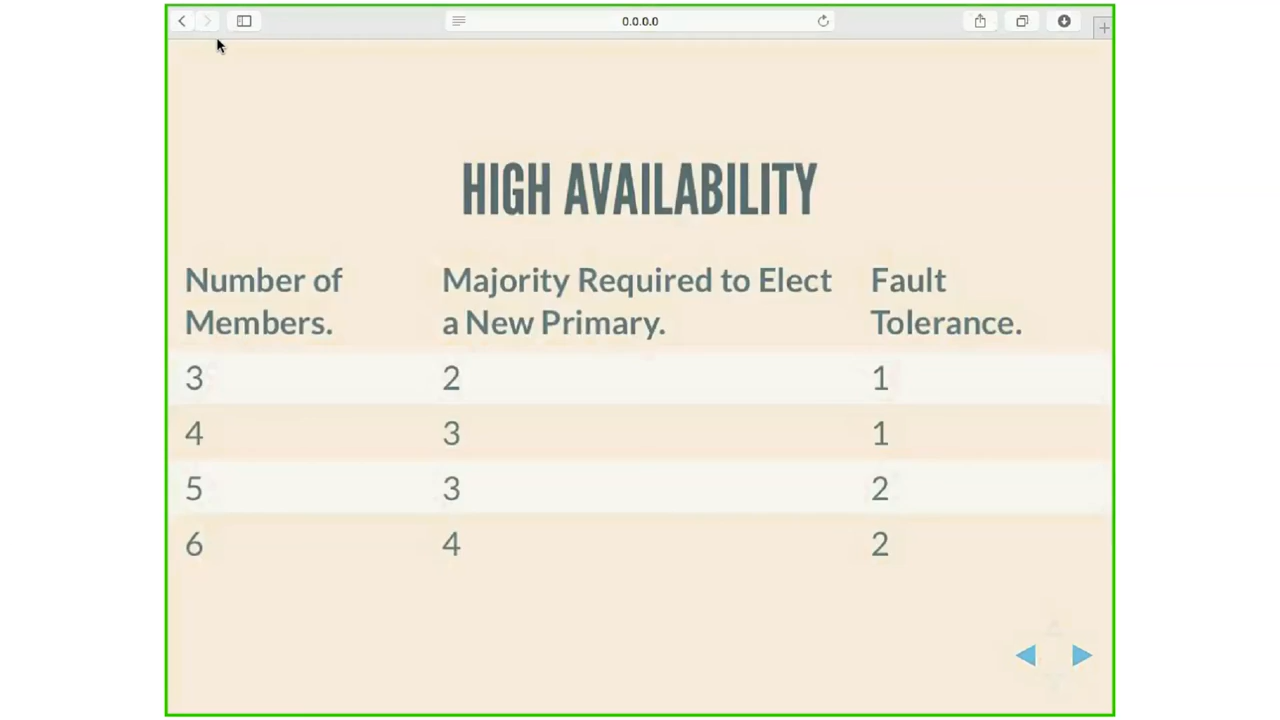 0.0.0.0
HIGH AVAILABILITY
Number of Members. Majority Required to Elect a New Primary. Fault Tolerance.
3 2 1
4 3 1
5 3 2
6 4 2